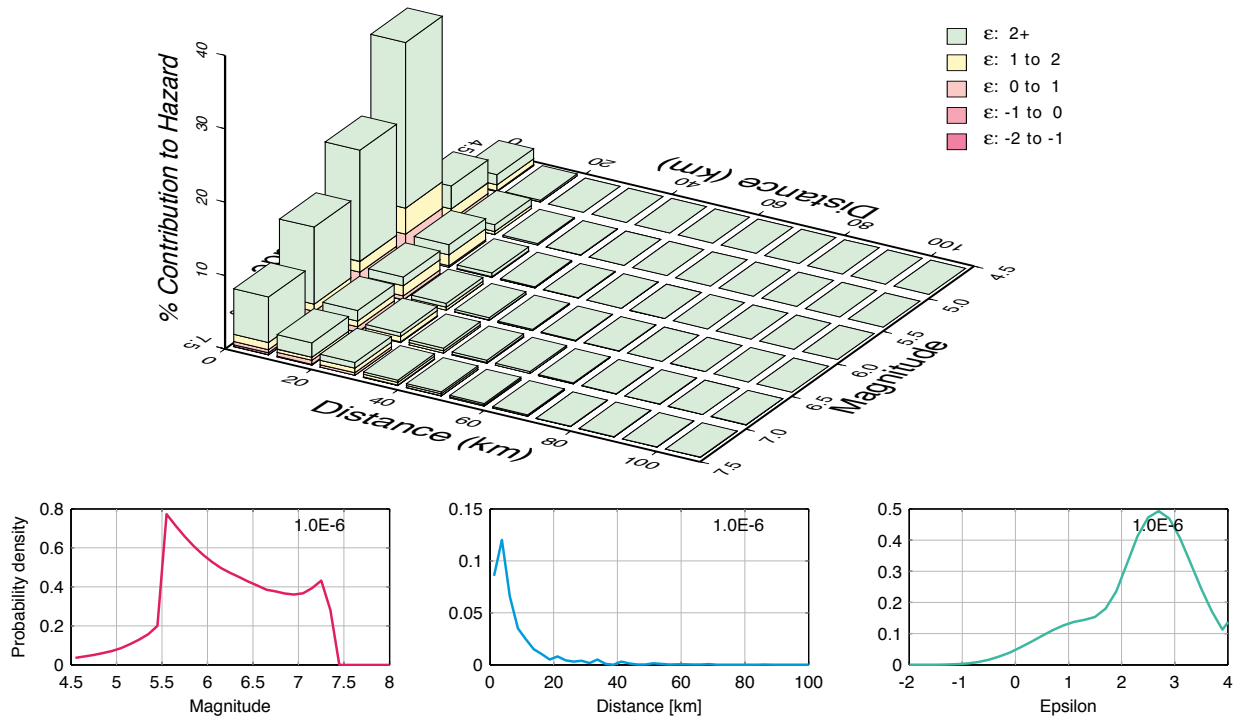 ε: 2+
ε: 1 to 2
ε: 0 to 1
ε: -1 to 0
ε: -2 to -1
% Contribution to Hazard
40
30
20
10
0
4.5
0
20
40
60
80
100
Distance (km)
4.5
5.0
5.5
6.0
6.5
7.0
7.5
Magnitude
7.5
0
20
40
60
80
100
Distance (km)
Probability density
0.8
0.6
0.4
0.2
0
1.0E-6
4.5 5 5.5 6 6.5 7 7.5 8
Magnitude
0.15
0.1
0.05
0
1.0E-6
0 20 40 60 80 100
Distance [km]
0.5
0.4
0.3
0.2
0.1
0
1.0E-6
-2 -1 0 1 2 3 4
Epsilon